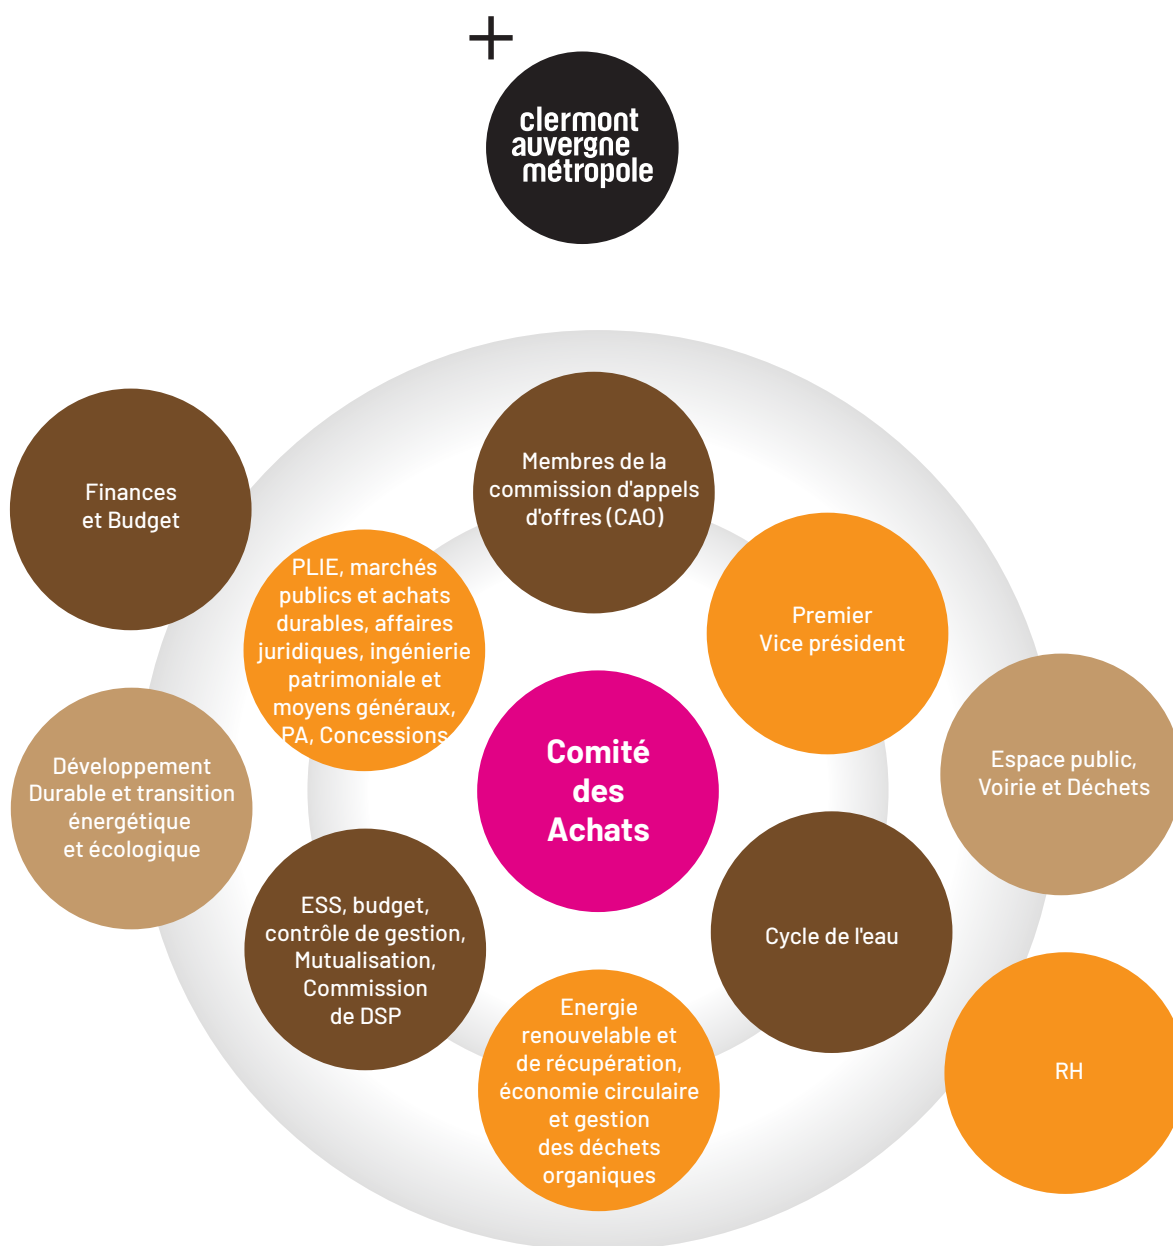 clermont
auvergne
métropole
Membres de la
commission d'appels
d'offres (CAO)
Finances
et Budget
PLIE, marchés
publics et achats
durables, affaires
juridiques, ingénierie
patrimoniale et
moyens généraux,
PA, Concessions
Premier
Vice président
Comité
des
Achats
Espace public,
Voirie et Déchets
Développement
Durable et transition
énergétique
et écologique
ESS, budget,
contrôle de gestion,
Mutualisation,
Commission
de DSP
Cycle de l'eau
Energie
renouvelable et
de récupération,
économie circulaire
et gestion
des déchets
organiques
RH